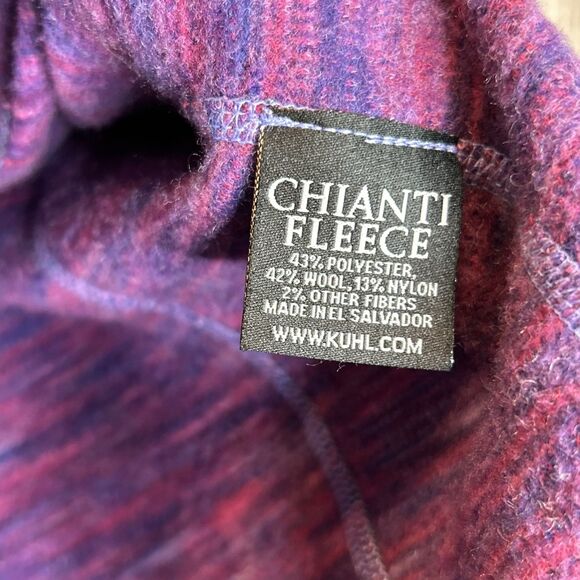 CHIANTI
FLEECE
43% POLYESTER,
42% WOOL, 13% NYLON
2% OTHER FIBERS
MADE IN EL SALVADOR
WWW.KUHL.COM